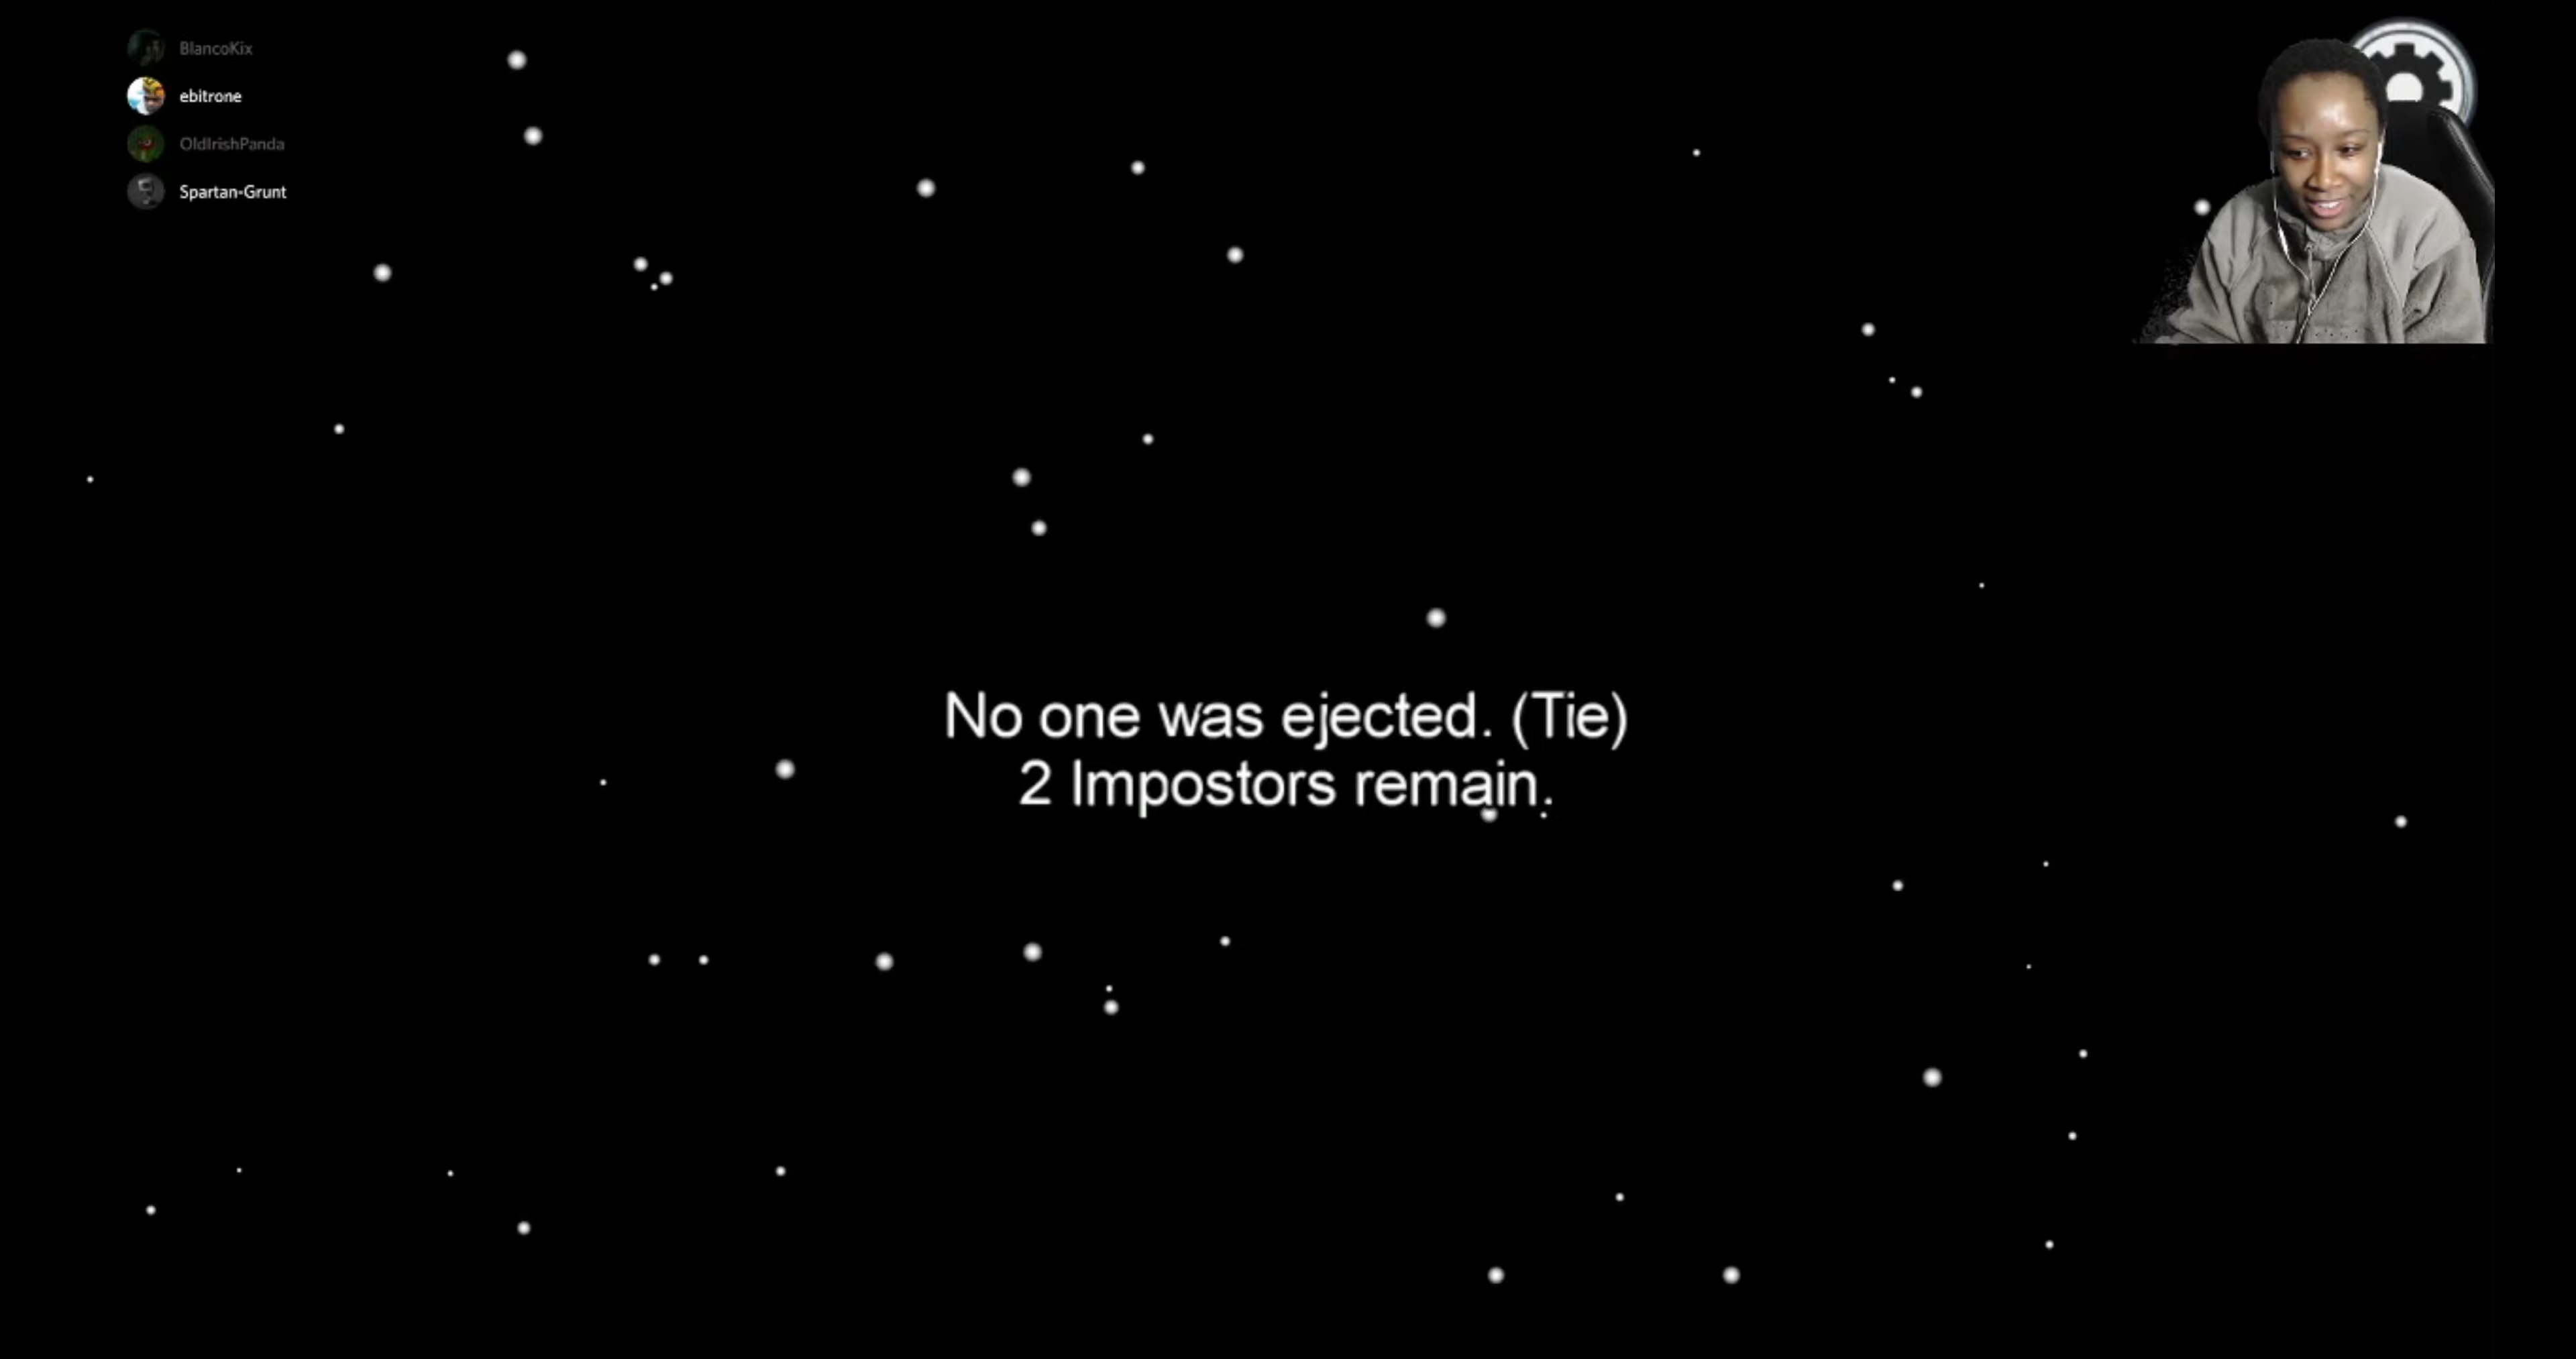 BlancoKix
ebitrone
OldIrishPanda
Spartan-Grunt
No one was ejected. (Tie)
2 Impostors remain.